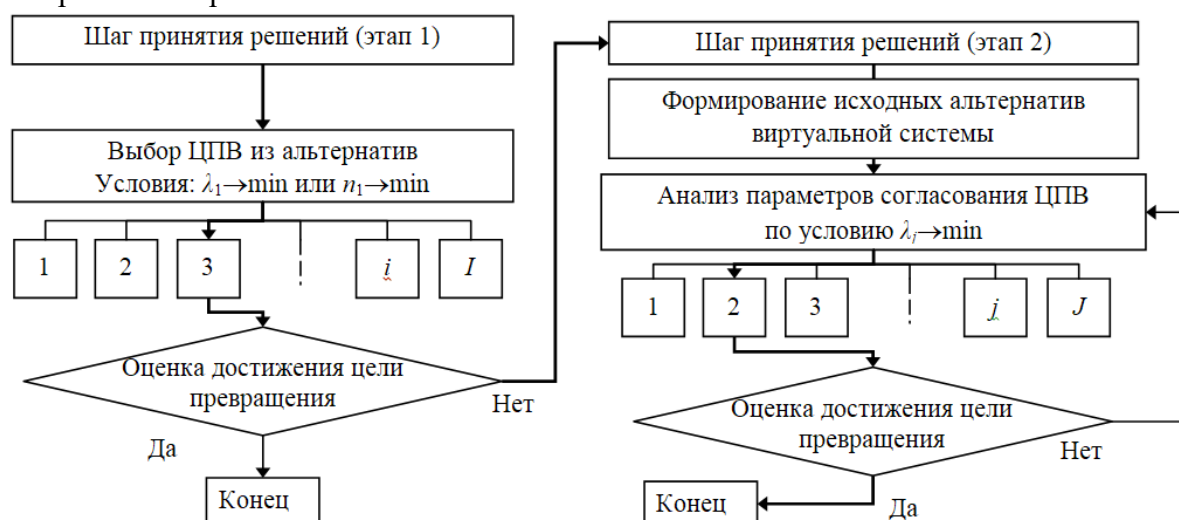 Шаг принятия решений (этап 1)
Выбор ЦПВ из альтернатив
Условия: λ₁→min или n₁→min
1 2 3 i I
Оценка достижения цели
превращения
Нет
Да
Конец
Шаг принятия решений (этап 2)
Формирование исходных альтернатив
виртуальной системы
Анализ параметров согласования ЦПВ
по условию λⱼ→min
1 2 3 j J
Оценка достижения цели
превращения
Нет
Да
Конец